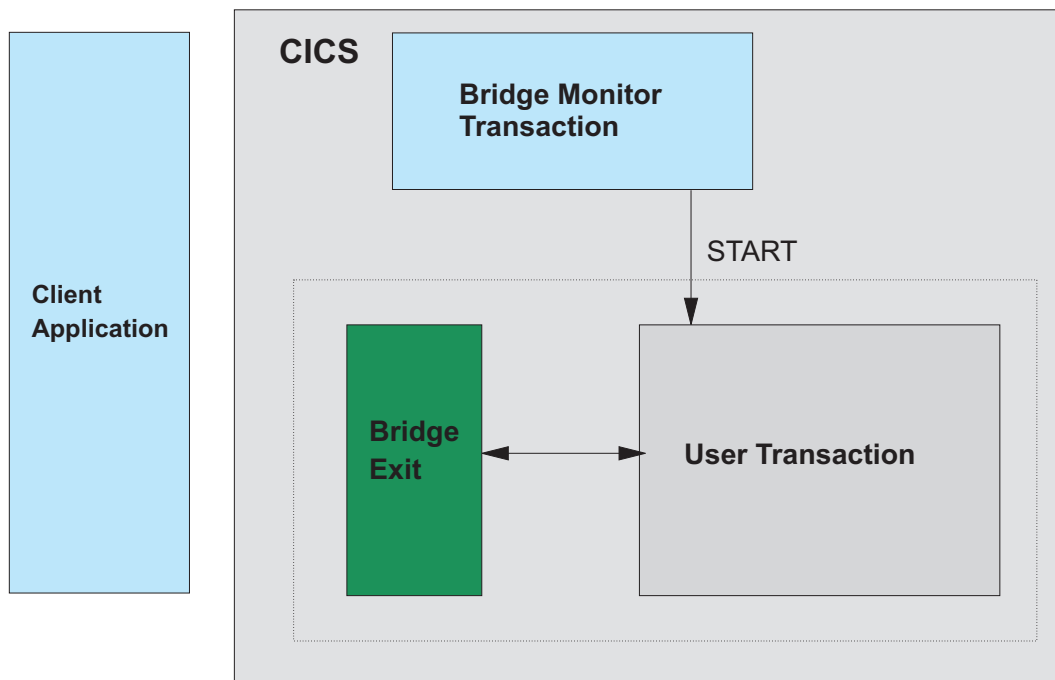 CICS
Bridge Monitor
Transaction
START
Client
Application
Bridge
Exit
User Transaction